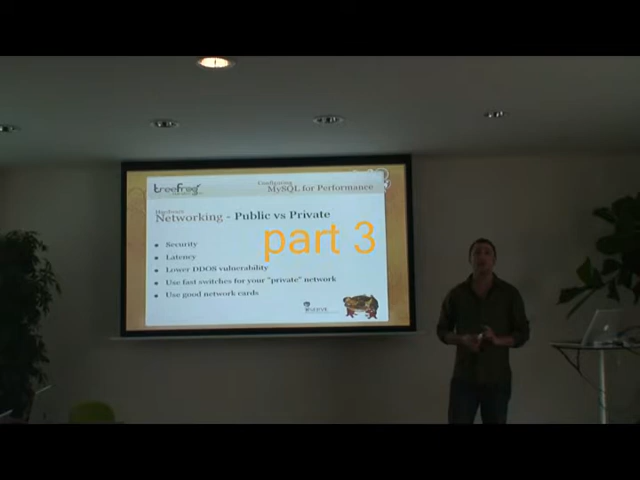 treefrog
Configuring
MySQL for Performance
Hardware
Networking - Public vs Private
part 3
Security
Latency
Lower DDOS vulnerability
Use fast switches for your "private" network
Use good network cards